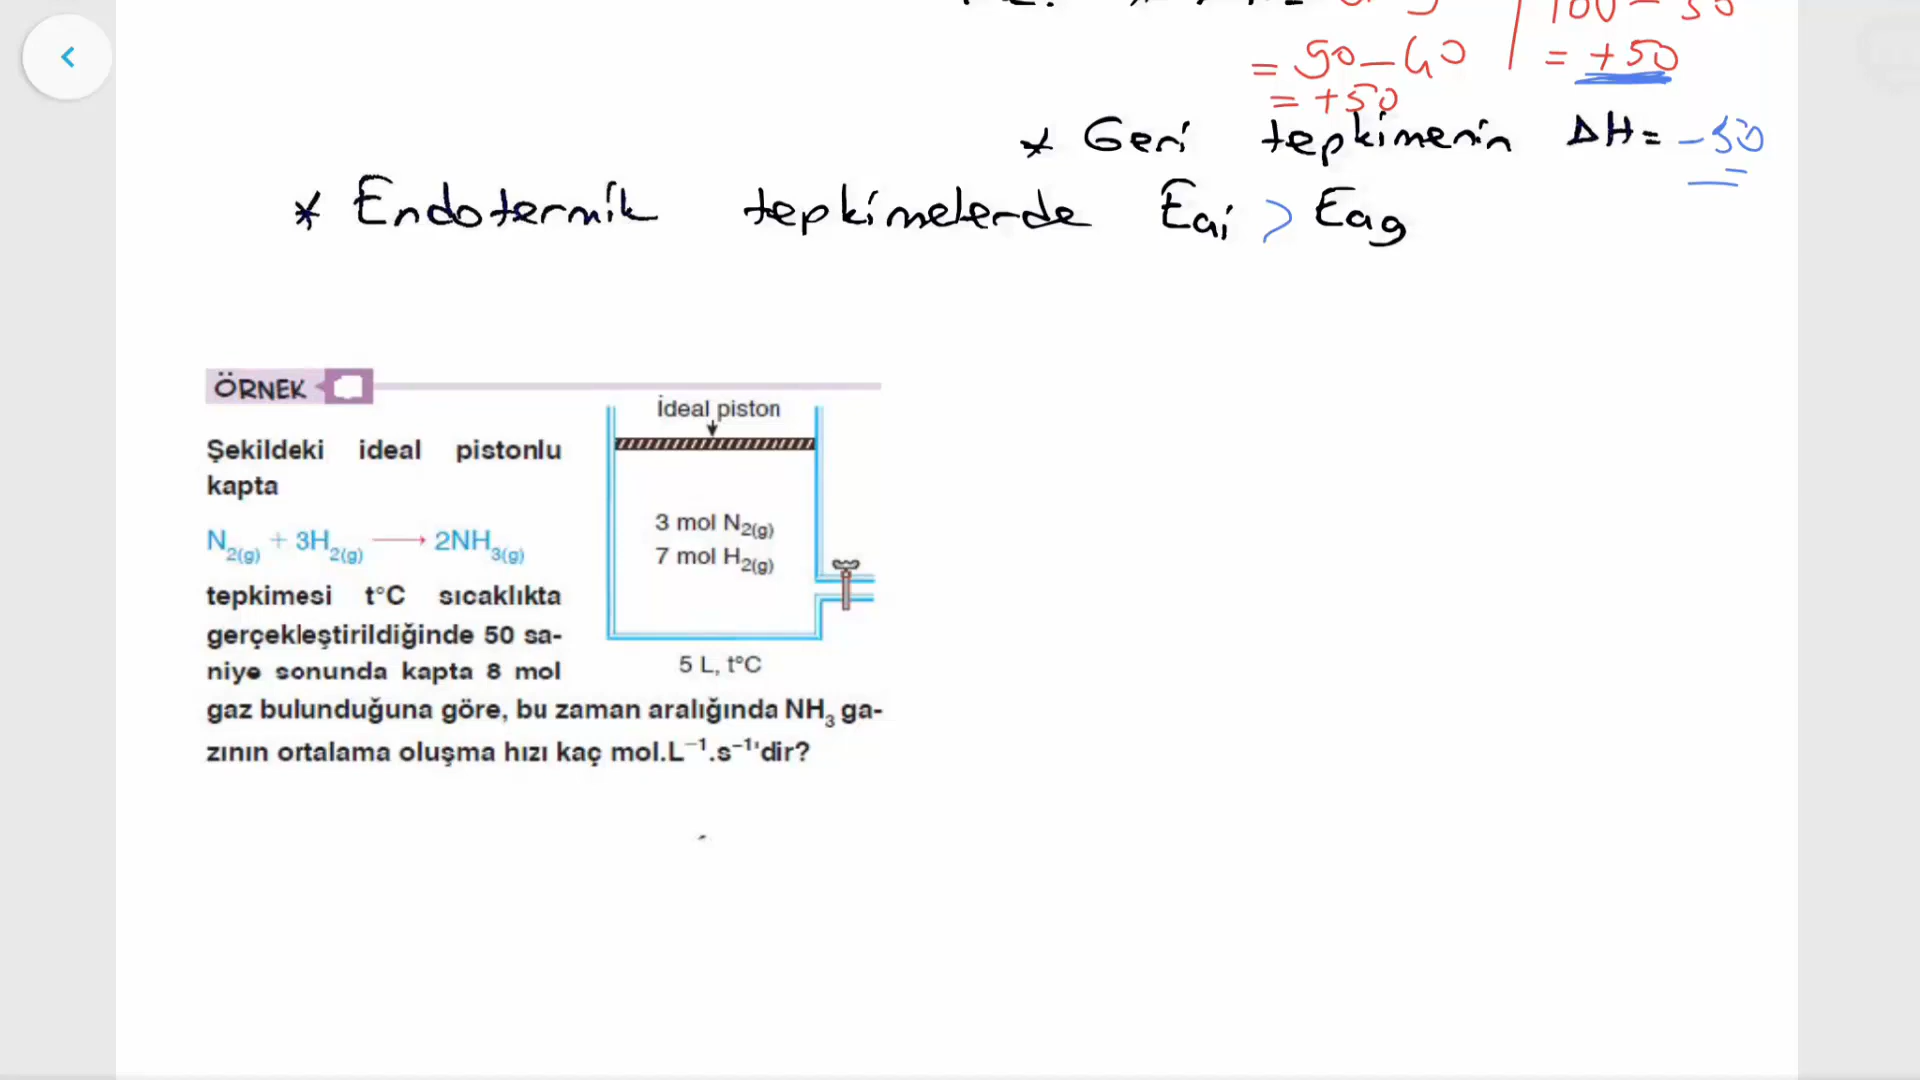 100 - 50
= 90 - 40
= +50
= +50
* Geri tepkimenin ΔH = -50
* Endotermik tepkimelerde Eai > Eag
ÖRNEK
İdeal piston
Şekildeki ideal pistonlu
kapta
3 mol N2(g)
7 mol H2(g)
N2(g) + 3H2(g) ⟶ 2NH3(g)
tepkimesi t°C sıcaklıkta
gerçekleştirildiğinde 50 sa-
niye sonunda kapta 8 mol
5 L, t°C
gaz bulunduğuna göre, bu zaman aralığında NH3 ga-
zının ortalama oluşma hızı kaç mol.L⁻¹.s⁻¹'dir?